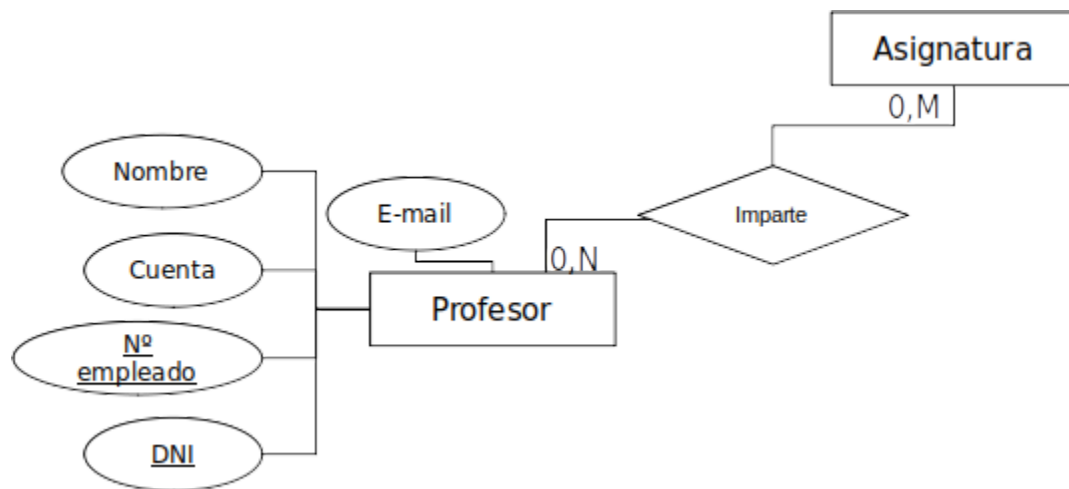 Asignatura
0,M
Nombre
E-mail
Imparte
0,N
Cuenta
Profesor
Nº
empleado
DNI